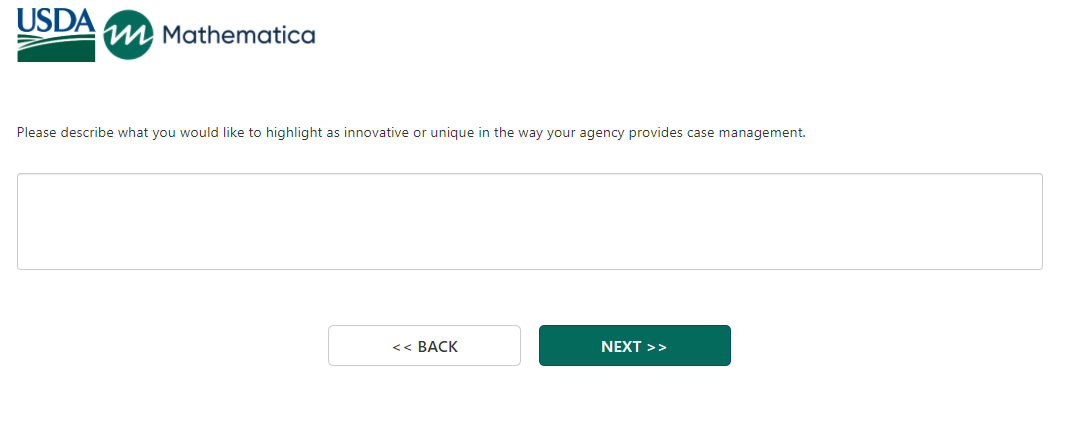 USDA Mathematica
Please describe what you would like to highlight as innovative or unique in the way your agency provides case management.
<< BACK NEXT >>